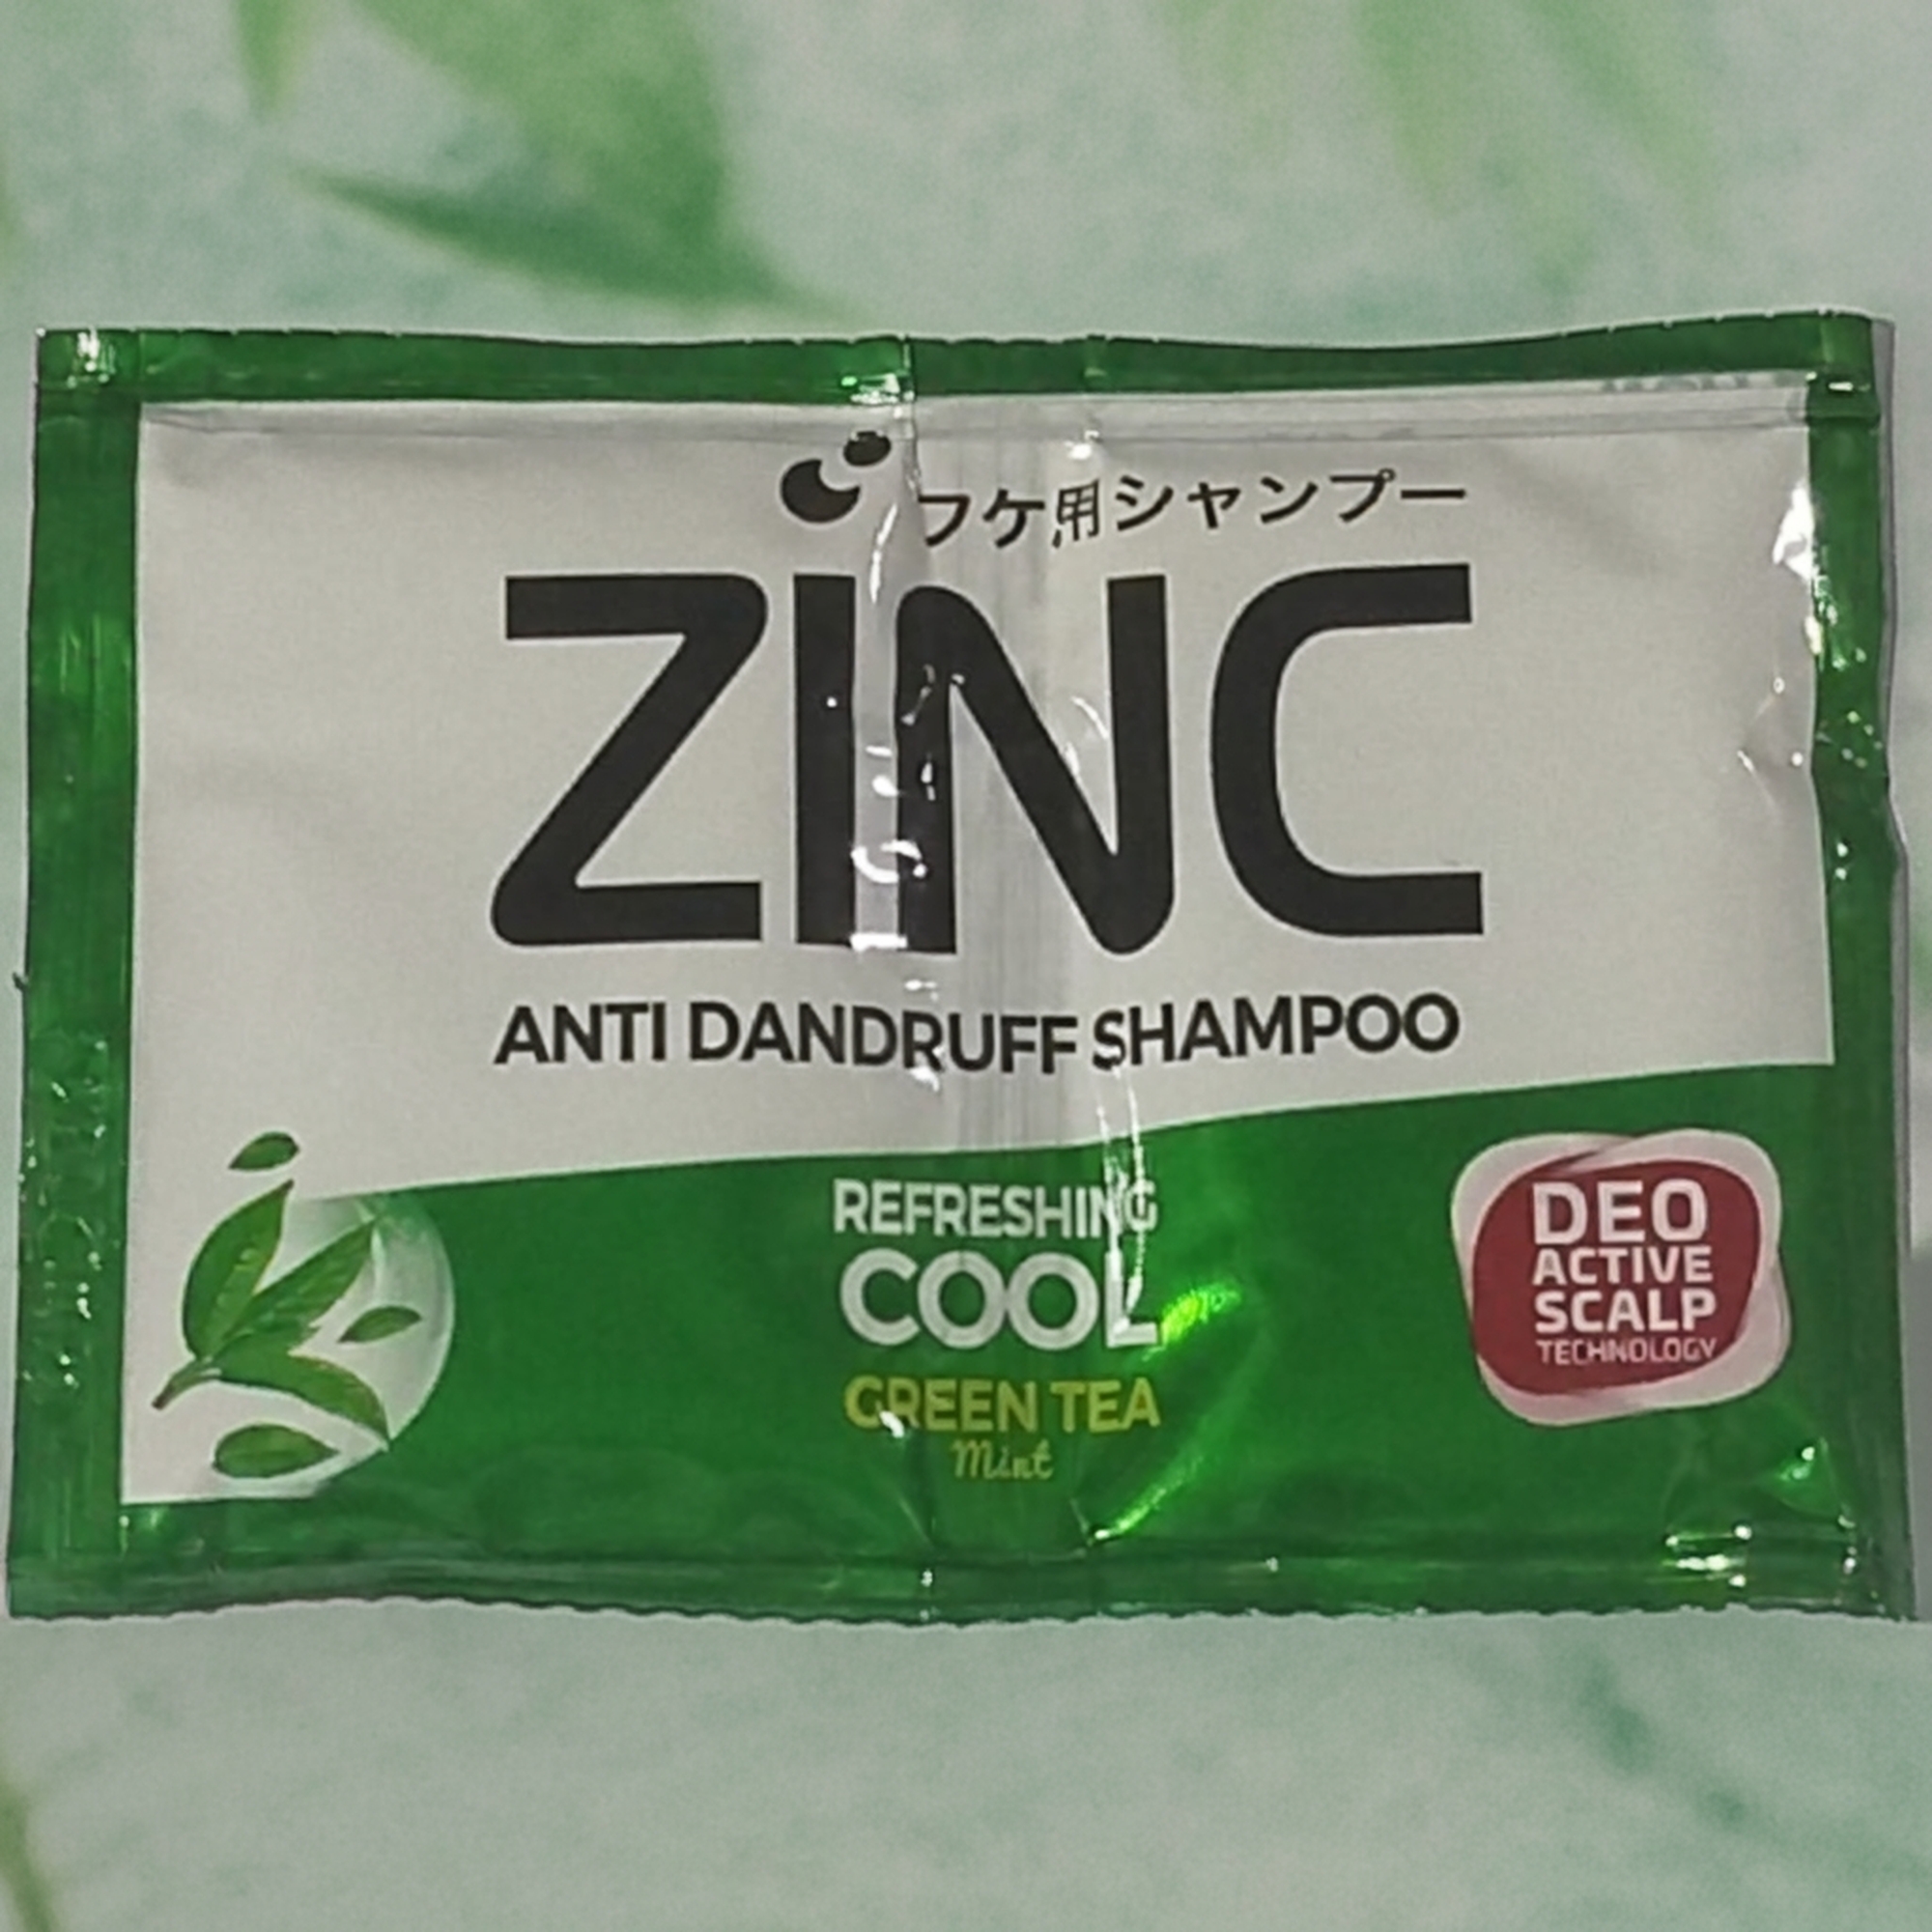 フケ用シャンプー
ZINC
ANTI DANDRUFF SHAMPOO
REFRESHING
COOL
GREEN TEA
Mint
DEO
ACTIVE
SCALP
TECHNOLOGY